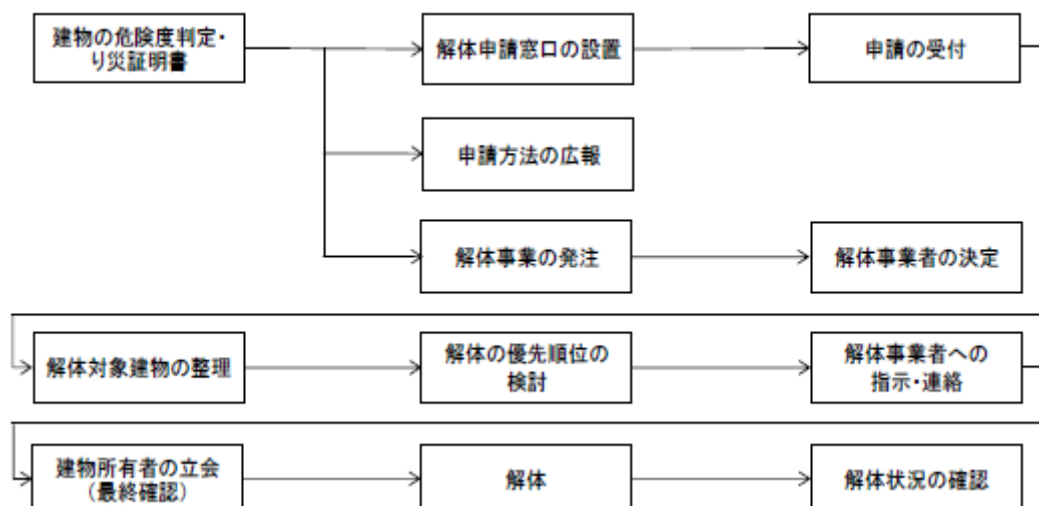 建物の危険度判定・
り災証明書
解体申請窓口の設置
申請の受付
申請方法の広報
解体事業の発注
解体事業者の決定
解体対象建物の整理
解体の優先順位の
検討
解体事業者への
指示・連絡
建物所有者の立会
（最終確認）
解体
解体状況の確認